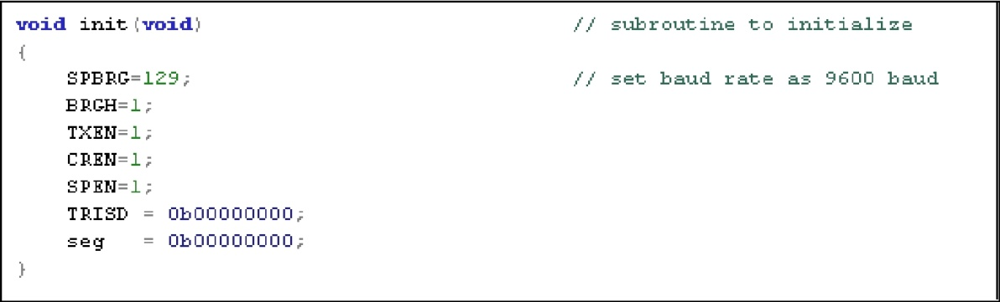 void init(void) // subroutine to initialize
{
SPBRG=129; // set baud rate as 9600 baud
BRGH=1;
TXEN=1;
CREN=1;
SPEN=1;
TRISD = 0b00000000;
seg = 0b00000000;
}